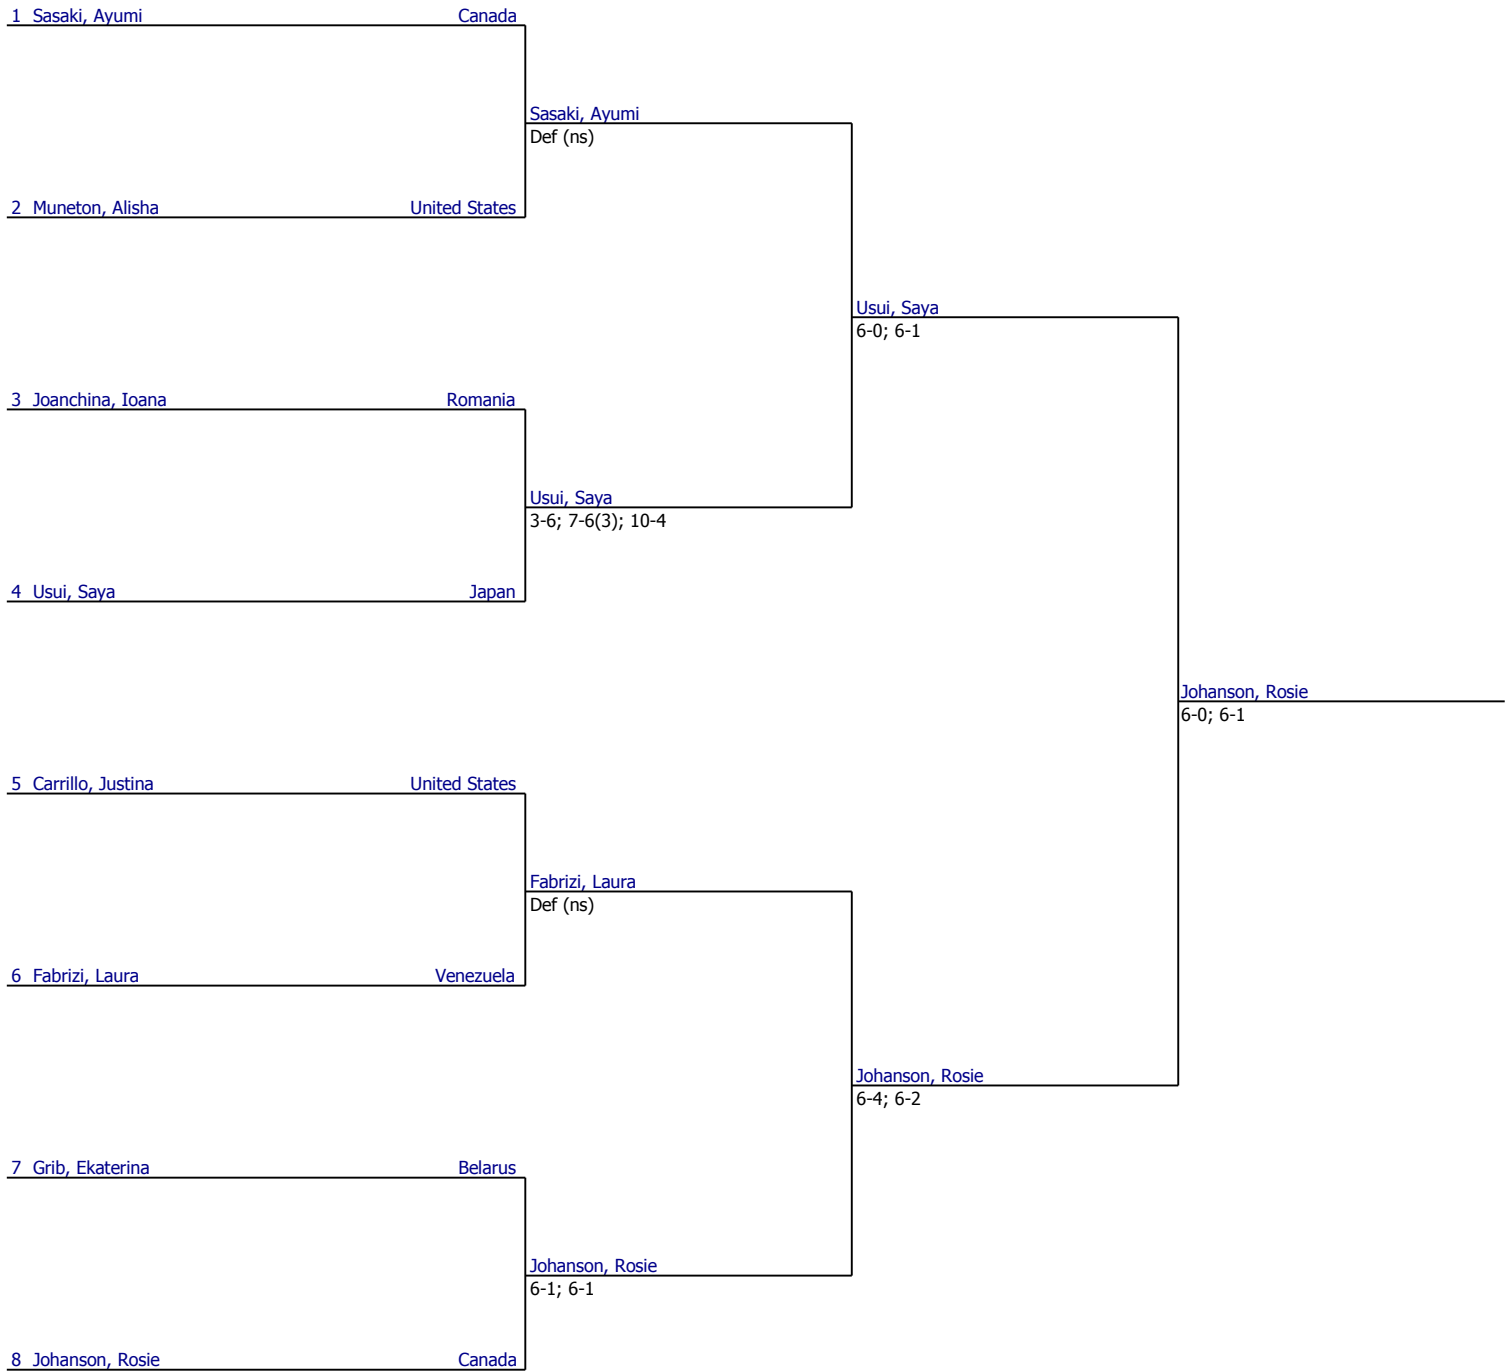 1 Sasaki, Ayumi Canada
Sasaki, Ayumi
Def (ns)
2 Muneton, Alisha United States
Usui, Saya
6-0; 6-1
3 Joanchina, Ioana Romania
Usui, Saya
3-6; 7-6(3); 10-4
4 Usui, Saya Japan
Johanson, Rosie
6-0; 6-1
5 Carrillo, Justina United States
Fabrizi, Laura
Def (ns)
6 Fabrizi, Laura Venezuela
Johanson, Rosie
6-4; 6-2
7 Grib, Ekaterina Belarus
Johanson, Rosie
6-1; 6-1
8 Johanson, Rosie Canada